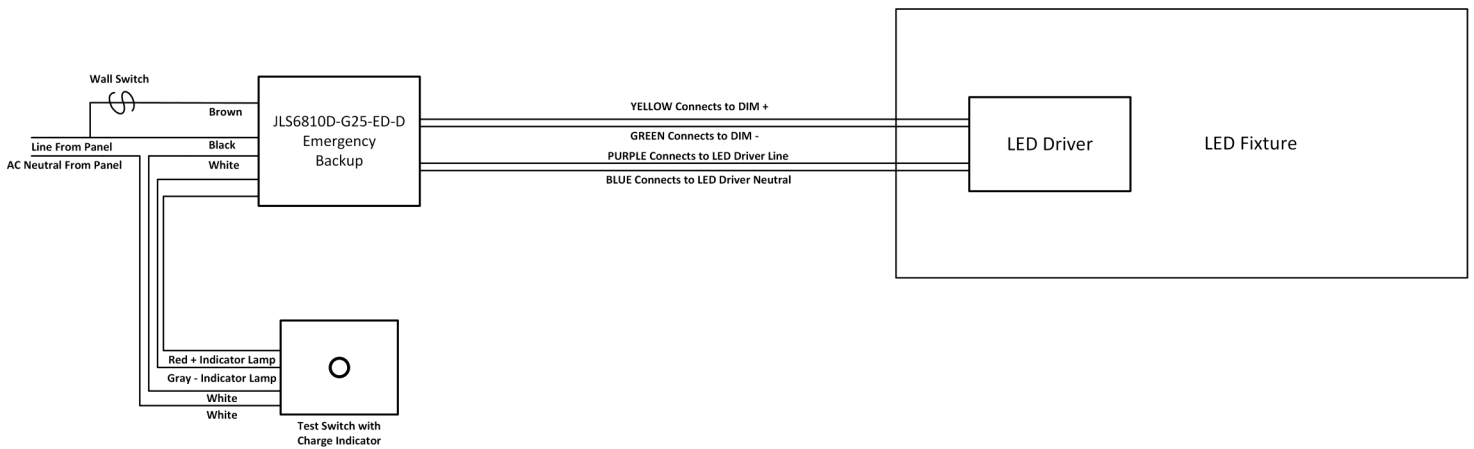 Wall Switch
Brown
Line From Panel
Black
AC Neutral From Panel
White
JLS6810D-G25-ED-D
Emergency
Backup
YELLOW Connects to DIM +
GREEN Connects to DIM -
PURPLE Connects to LED Driver Line
BLUE Connects to LED Driver Neutral
LED Driver
LED Fixture
Red + Indicator Lamp
Gray - Indicator Lamp
White
White
Test Switch with
Charge Indicator